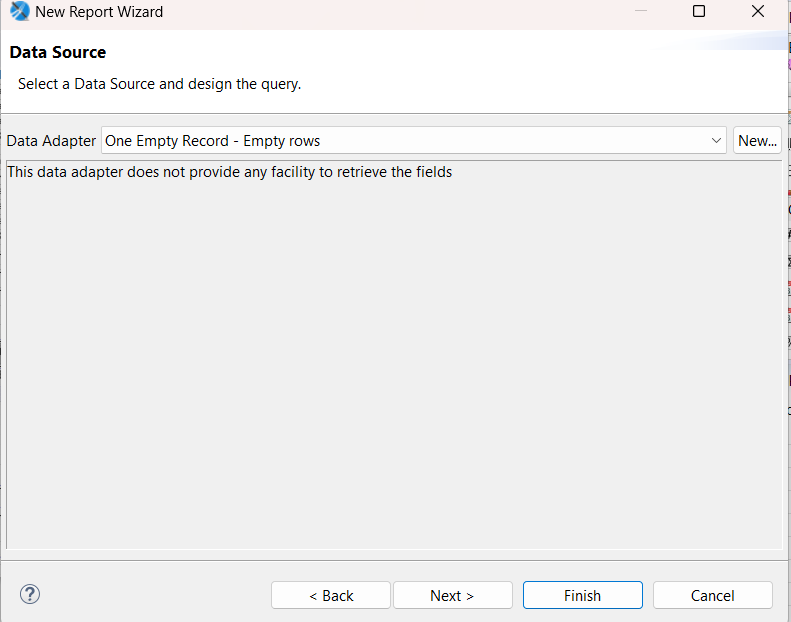 New Report Wizard
Data Source
Select a Data Source and design the query.
Data Adapter One Empty Record - Empty rows New...
This data adapter does not provide any facility to retrieve the fields
? < Back Next > Finish Cancel